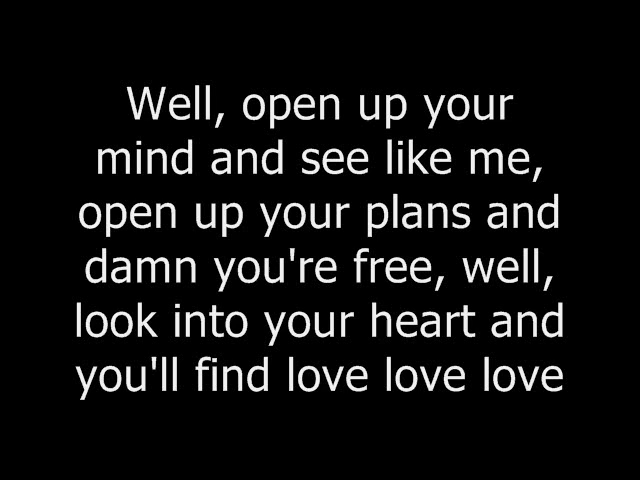 Well, open up your
mind and see like me,
open up your plans and
damn you're free, well,
look into your heart and
you'll find love love love